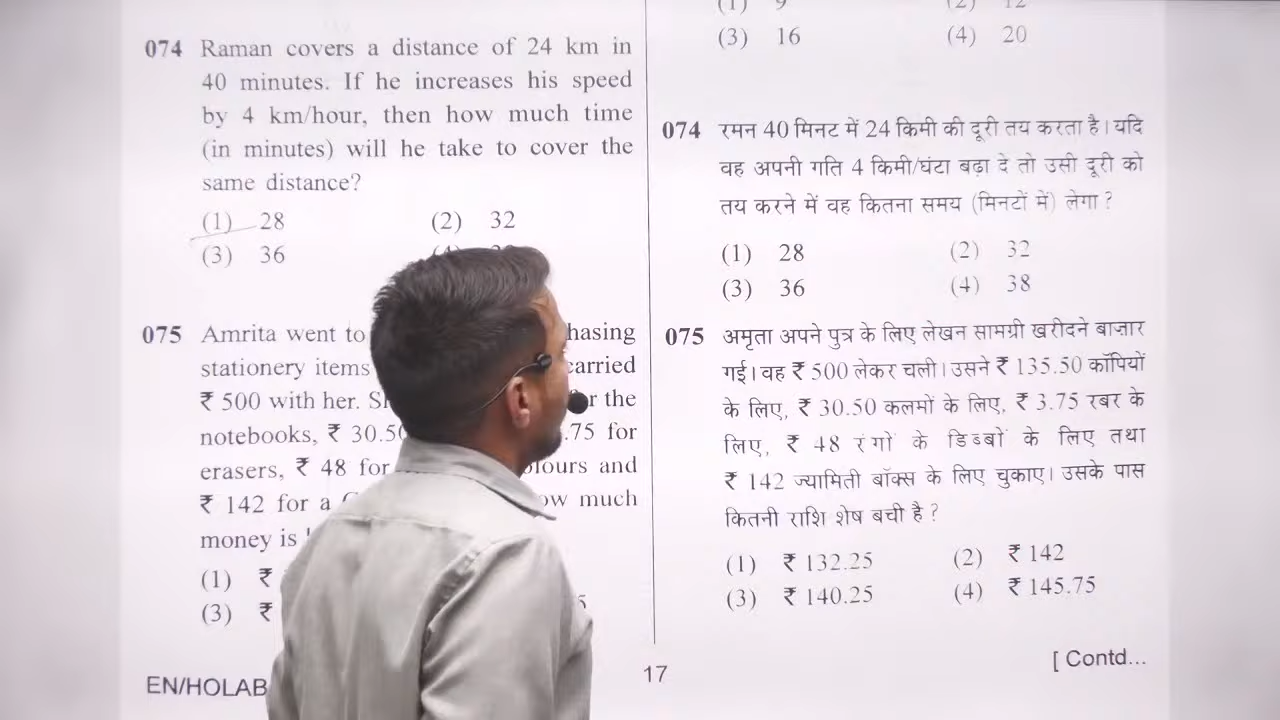 074 Raman covers a distance of 24 km in
40 minutes. If he increases his speed
by 4 km/hour, then how much time
(in minutes) will he take to cover the
same distance?
(1) 28 (2) 32
(3) 36
075 Amrita went to
stationery items carried
₹ 500 with her. the
notebooks, ₹ .75 for
erasers, ₹ 48 for and
₹ 142 for a much
money is
(1) ₹
(3) ₹
EN/HOLAB
(3) 16 (4) 20
074 रमन 40 मिनट में 24 किमी की दूरी तय करता है। यदि
वह अपनी गति 4 किमी/घंटा बढ़ा दे तो उसी दूरी को
तय करने में वह कितना समय (मिनटों में) लेगा ?
(1) 28 (2) 32
(3) 36 (4) 38
075 अमृता अपने पुत्र के लिए लेखन सामग्री खरीदने बाज़ार
गई। वह ₹ 500 लेकर चली। उसने ₹ 135.50 कॉपियों
के लिए, ₹ 30.50 कलमों के लिए, ₹ 3.75 रबर के
लिए, ₹ 48 रंगों के डिब्बों के लिए तथा
₹ 142 ज्यामिती बॉक्स के लिए चुकाए। उसके पास
कितनी राशि शेष बची है ?
(1) ₹ 132.25 (2) ₹ 142
(3) ₹ 140.25 (4) ₹ 145.75
17
[ Contd...